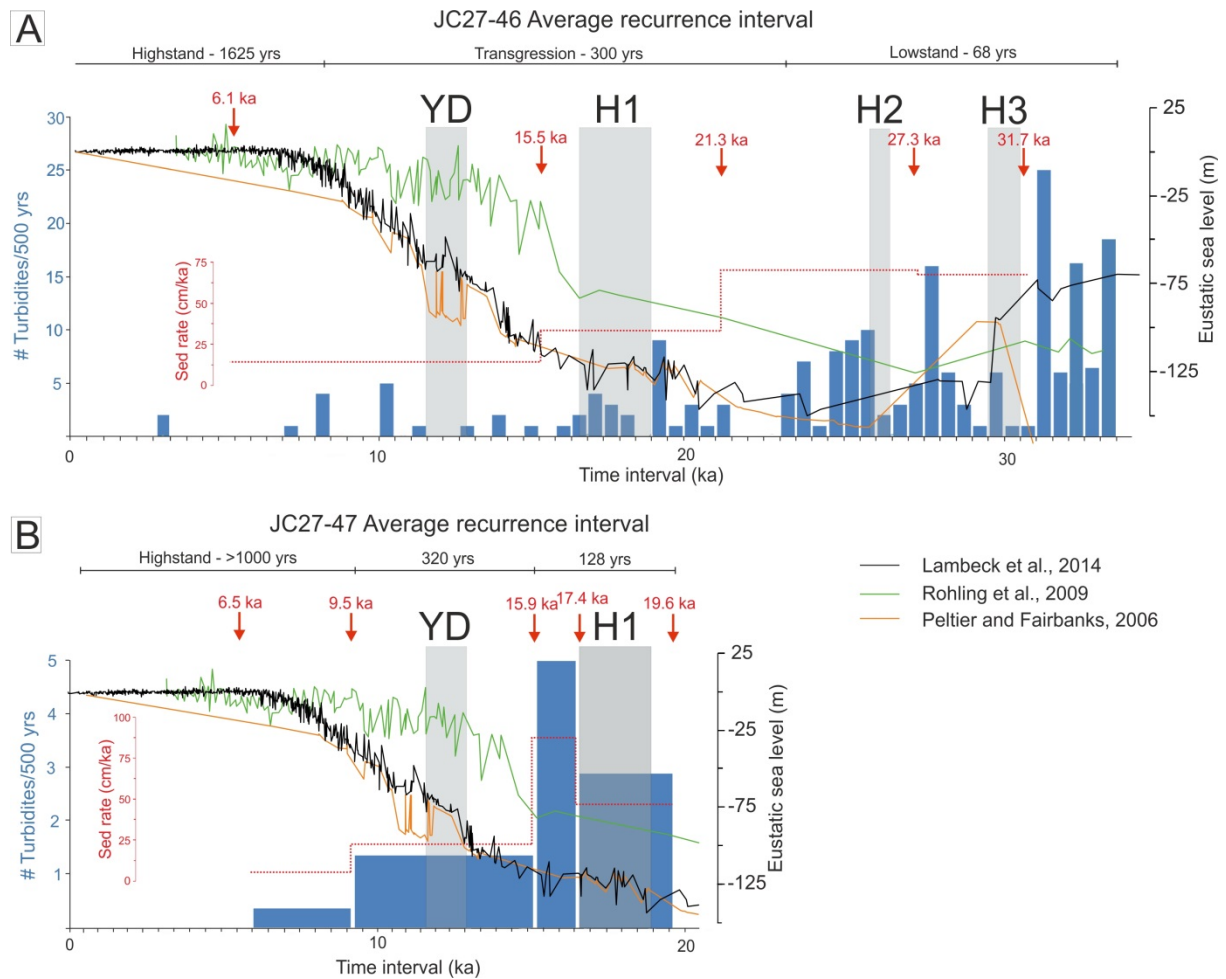 A
JC27-46 Average recurrence interval
Highstand - 1625 yrs Transgression - 300 yrs Lowstand - 68 yrs
6.1 ka YD 15.5 ka H1 21.3 ka H2 27.3 ka H3 31.7 ka
# Turbidites/500 yrs
30
25
20
15
10
5
Sed rate (cm/ka)
75
50
25
0
Eustatic sea level (m)
25
-25
-75
-125
0 10 20 30
Time interval (ka)
B
JC27-47 Average recurrence interval
Highstand - >1000 yrs 320 yrs 128 yrs
6.5 ka 9.5 ka YD 15.9 ka 17.4 ka H1 19.6 ka
# Turbidites/500 yrs
5
4
3
2
1
Sed rate (cm/ka)
100
75
50
25
0
Eustatic sea level (m)
25
-25
-75
-125
0 10 20
Time interval (ka)
Lambeck et al., 2014
Rohling et al., 2009
Peltier and Fairbanks, 2006